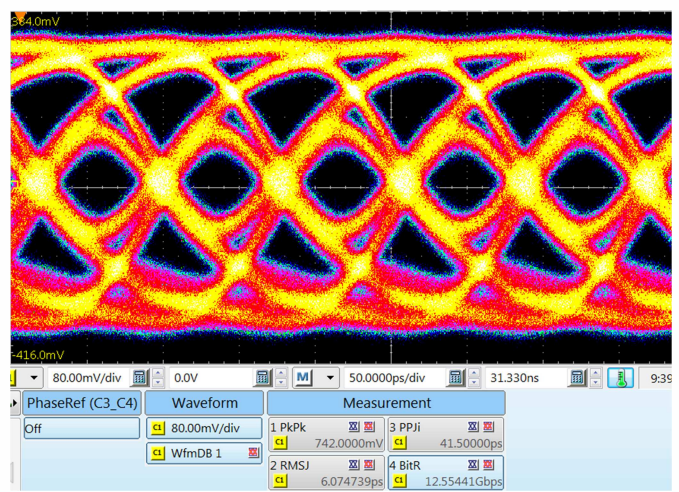 384.0mV
-416.0mV
80.00mV/div 0.0V M 50.0000ps/div 31.330ns 9:39
PhaseRef (C3_C4) Waveform Measurement
Off C1 80.00mV/div 1 PkPk 3 PPJi
C1 742.0000mV C1 41.50000ps
C1 WfmDB 1 2 RMSJ 4 BitR
C1 6.074739ps C1 12.55441Gbps